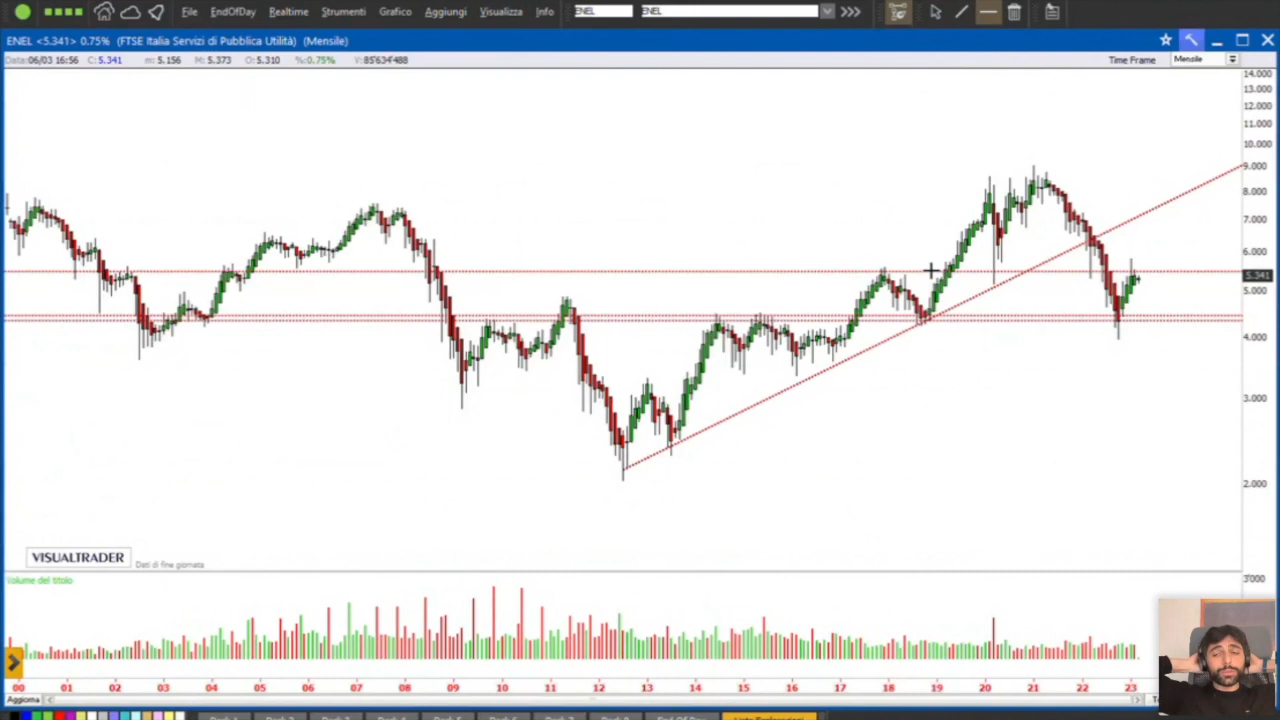 File EndOfDay Realtime Strumenti Grafico Aggiungi Visualizza Info ENEL ENEL
ENEL <5.341> 0.75% (FTSE Italia Servizi di Pubblica Utilità) (Mensile)
Data:06/03 16:56 C: 5.341 m: 5.156 M: 5.373 O: 5.310 %:0.75% V: 85'634'488 Time Frame Mensile
14.000
13.000
12.000
11.000
10.000
9.000
8.000
7.000
6.000
5.341
5.000
4.000
3.000
2.000
VISUALTRADER Dati di fine giornata
Volume del titolo
3'000
00 01 02 03 04 05 06 07 08 09 10 11 12 13 14 15 16 17 18 19 20 21 22 23
Aggiorna